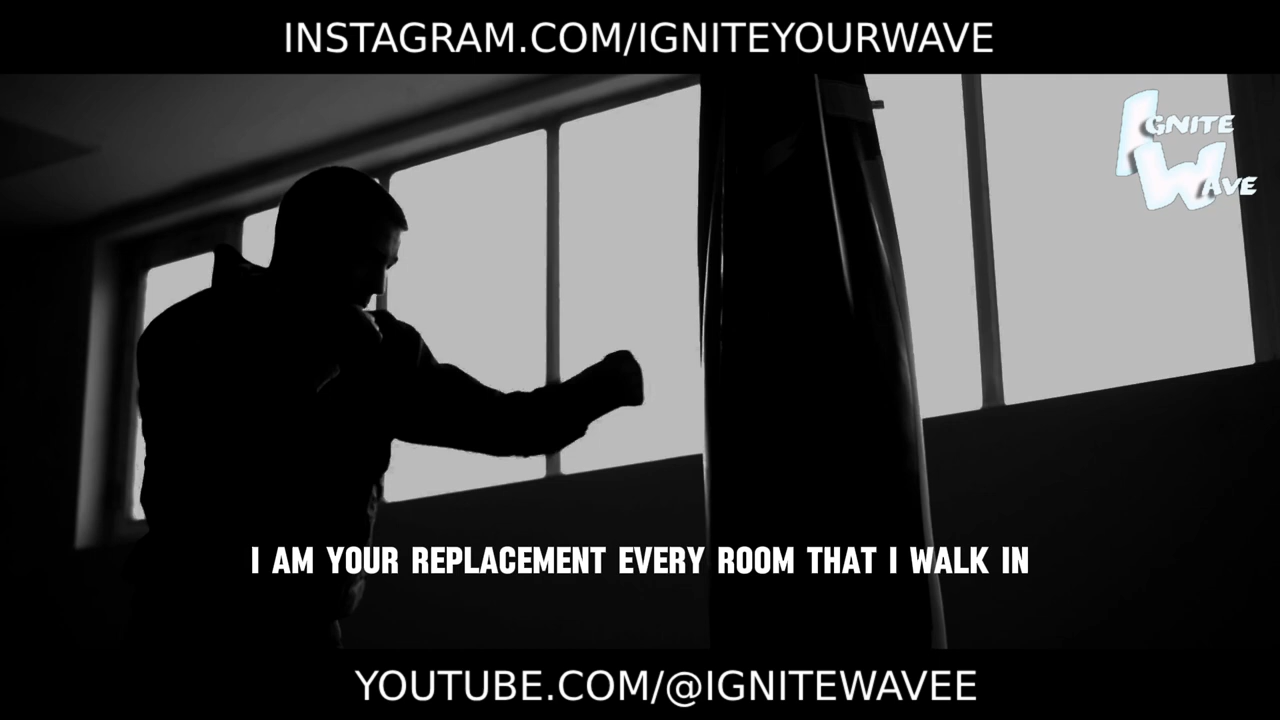 INSTAGRAM.COM/IGNITEYOURWAVE
IGNITE
WAVE
I AM YOUR REPLACEMENT EVERY ROOM THAT I WALK IN
YOUTUBE.COM/@IGNITEWAVEE